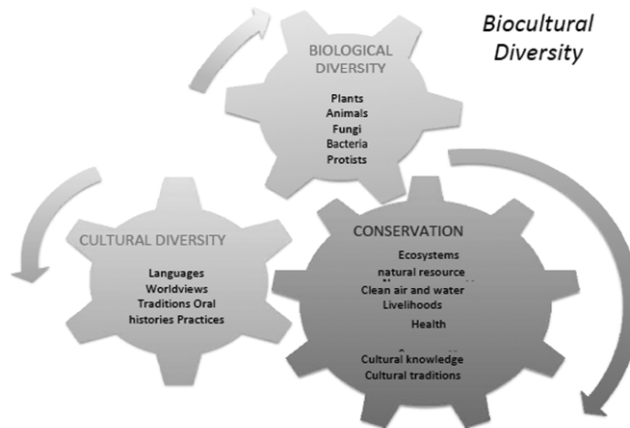 Biocultural
Diversity
BIOLOGICAL
DIVERSITY
Plants
Animals
Fungi
Bacteria
Protists
CULTURAL DIVERSITY
Languages
Worldviews
Traditions Oral
histories Practices
CONSERVATION
Ecosystems
natural resource
Clean air and water
Livelihoods
Health
Cultural knowledge
Cultural traditions